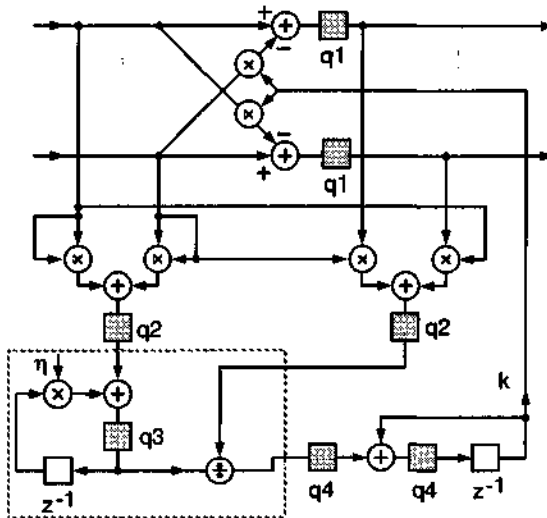 +
−
+
×
q1
×
−
+
+
q1
×
×
×
×
+
+
q2
q2
η
×
+
k
q3
z⁻¹
÷
q4
+
q4
z⁻¹